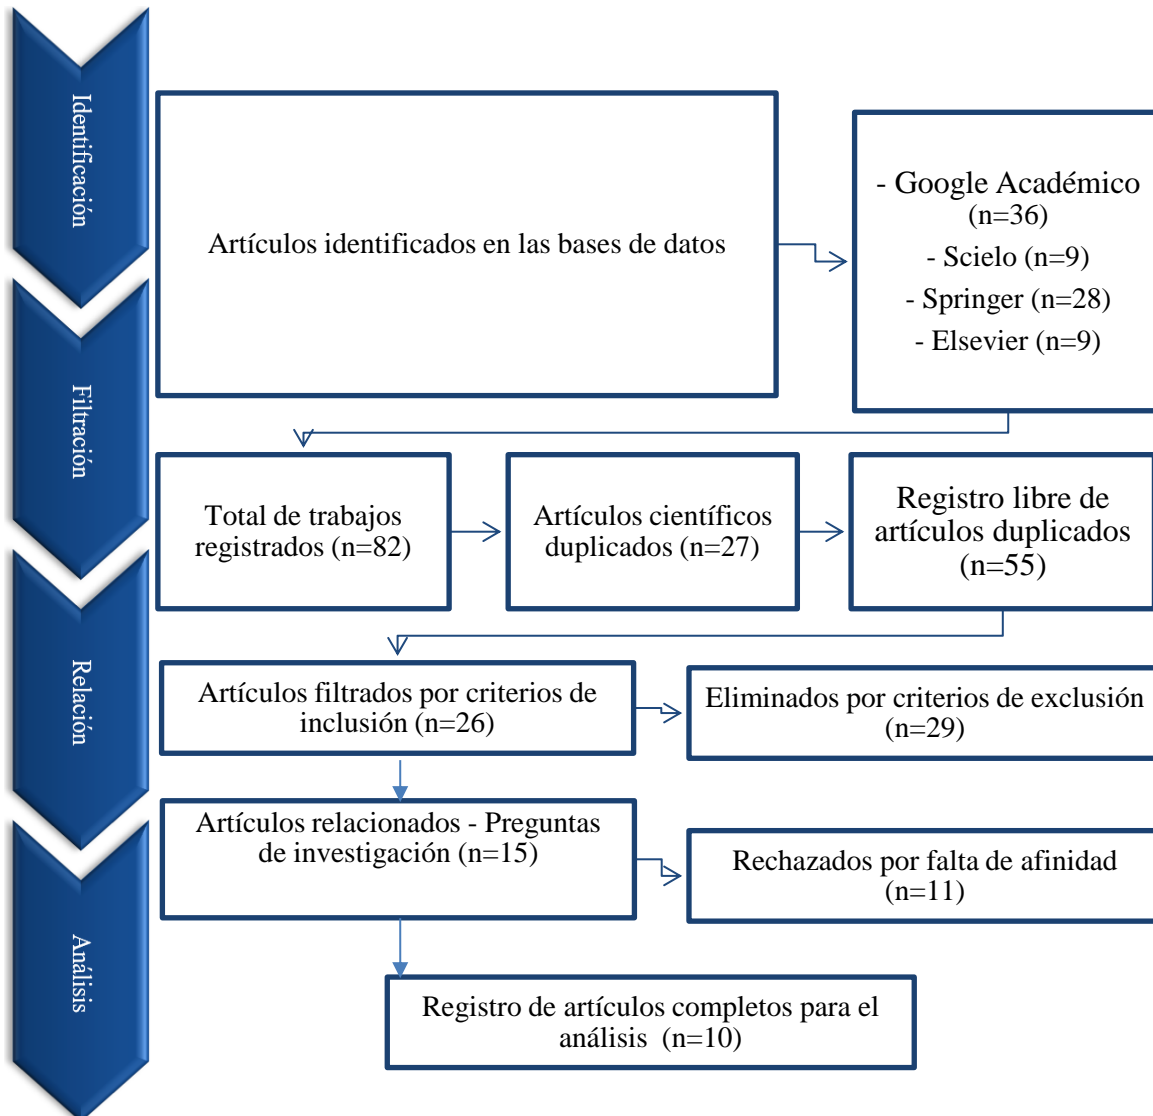 Identificación
Artículos identificados en las bases de datos
- Google Académico
(n=36)
- Scielo (n=9)
- Springer (n=28)
- Elsevier (n=9)
Filtración
Total de trabajos
registrados (n=82)
Artículos científicos
duplicados (n=27)
Registro libre de
artículos duplicados
(n=55)
Relación
Artículos filtrados por criterios de
inclusión (n=26)
Eliminados por criterios de exclusión
(n=29)
Artículos relacionados - Preguntas
de investigación (n=15)
Rechazados por falta de afinidad
(n=11)
Análisis
Registro de artículos completos para el
análisis (n=10)